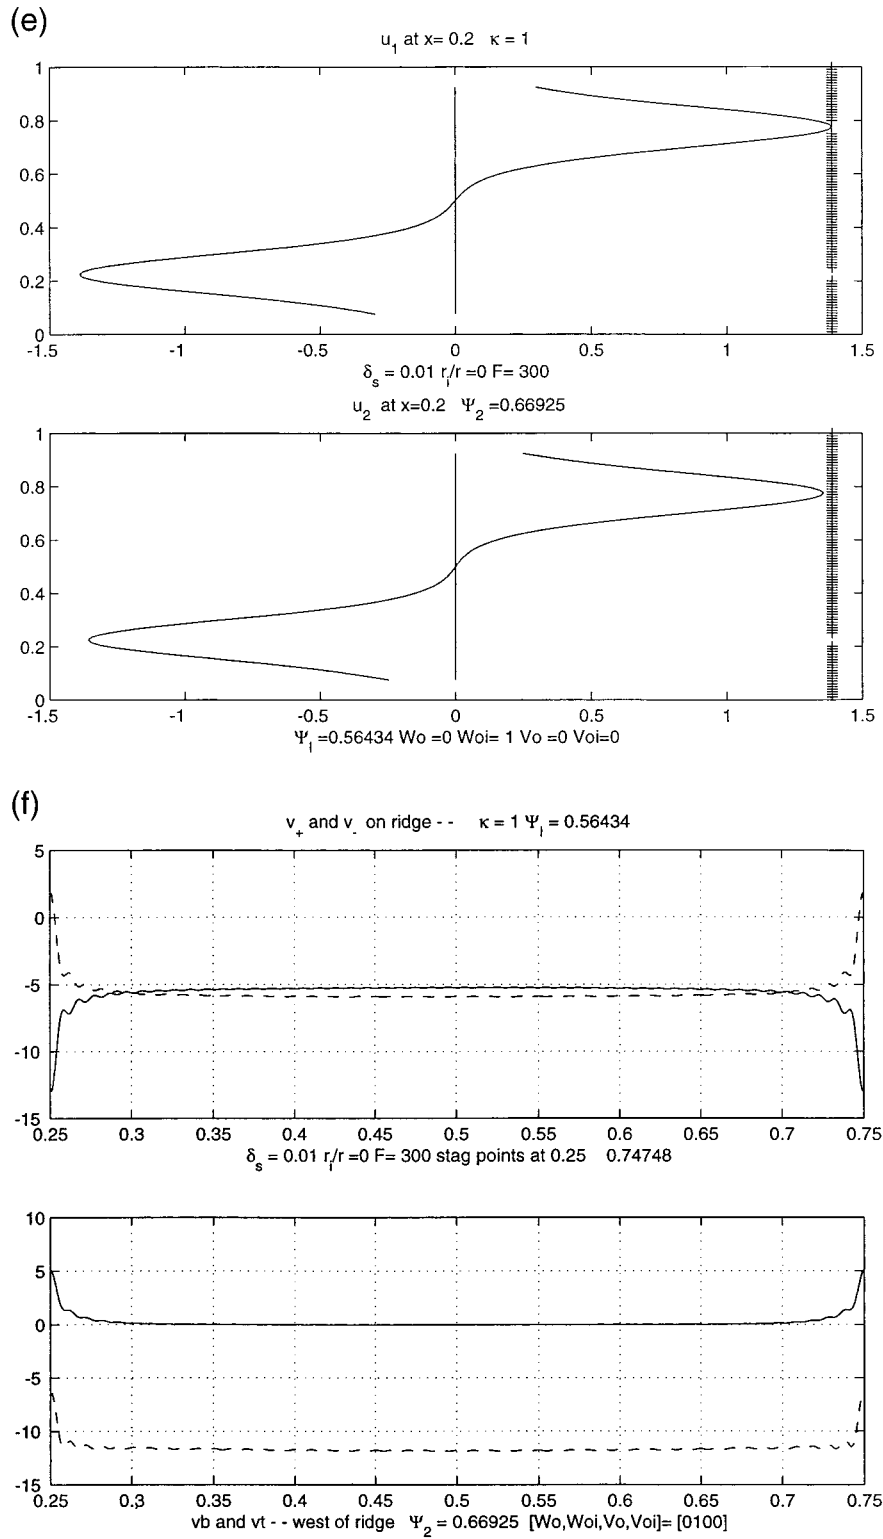 (e)
u₁ at x= 0.2 κ = 1
1
0.8
0.6
0.4
0.2
0
-1.5 -1 -0.5 0 0.5 1 1.5
δₛ = 0.01 rᵢ/r =0 F= 300
u₂ at x=0.2 Ψ₂ =0.66925
1
0.8
0.6
0.4
0.2
0
-1.5 -1 -0.5 0 0.5 1 1.5
Ψᵢ =0.56434 Wo =0 Woi= 1 Vo =0 Voi=0
(f)
v₊ and v₋ on ridge - - κ = 1 Ψᵢ = 0.56434
5
0
-5
-10
-15
0.25 0.3 0.35 0.4 0.45 0.5 0.55 0.6 0.65 0.7 0.75
δₛ = 0.01 rᵢ/r =0 F= 300 stag points at 0.25 0.74748
10
5
0
-5
-10
-15
0.25 0.3 0.35 0.4 0.45 0.5 0.55 0.6 0.65 0.7 0.75
vb and vt - - west of ridge Ψ₂ = 0.66925 [Wo,Woi,Vo,Voi]= [0100]